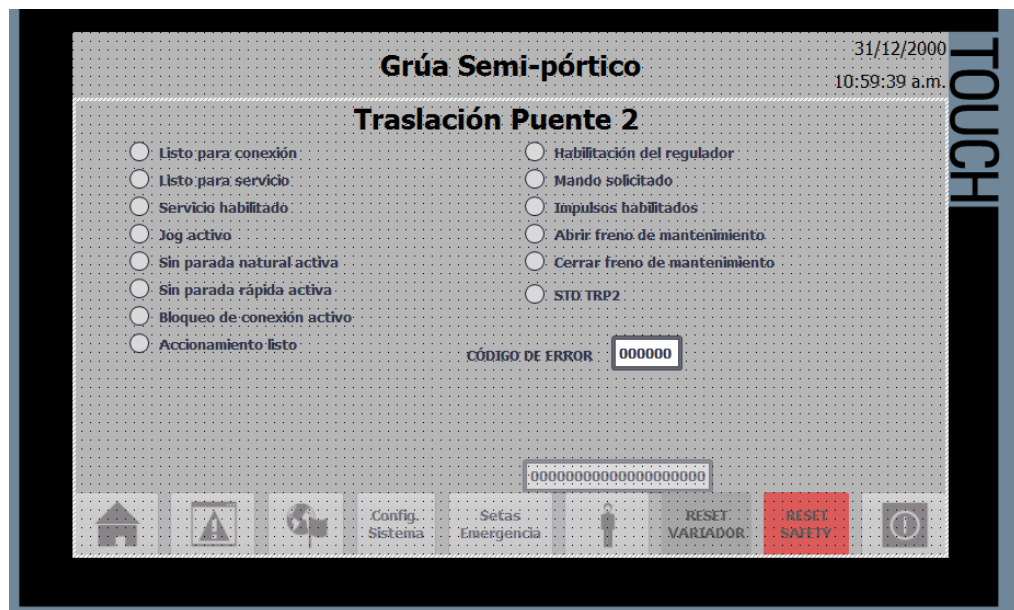 Grúa Semi-pórtico
31/12/2000
10:59:39 a.m.
TOUCH
Traslación Puente 2
Listo para conexión
Listo para servicio
Servicio habilitado
Jog activo
Sin parada natural activa
Sin parada rápida activa
Bloqueo de conexión activo
Accionamiento listo
Habilitación del regulador
Mando solicitado
Impulsos habilitados
Abrir freno de mantenimiento
Cerrar freno de mantenimiento
STO TRP2
CÓDIGO DE ERROR
000000
00000000000000000000
Config.
Sistema
Setas
Emergencia
RESET
VARIADOR
RESET
SAFETY